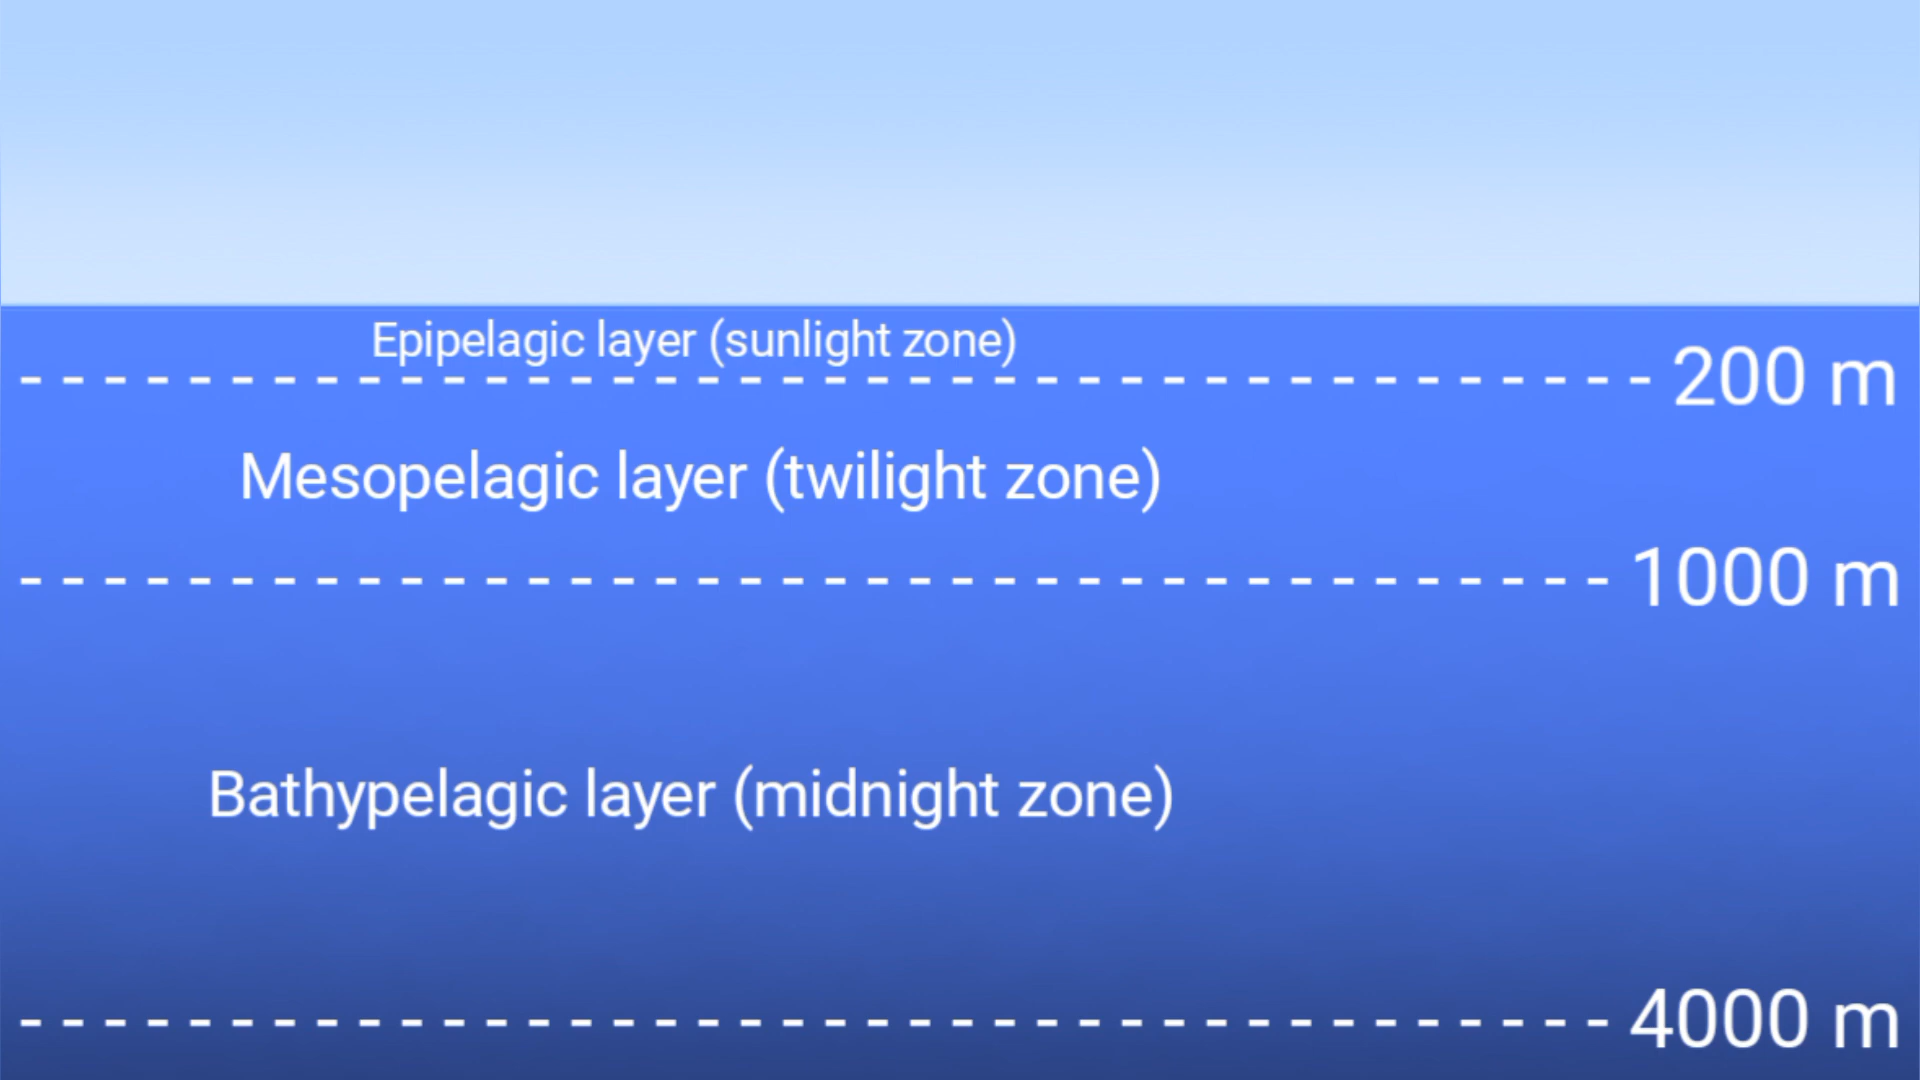 Epipelagic layer (sunlight zone)
200 m
Mesopelagic layer (twilight zone)
1000 m
Bathypelagic layer (midnight zone)
4000 m